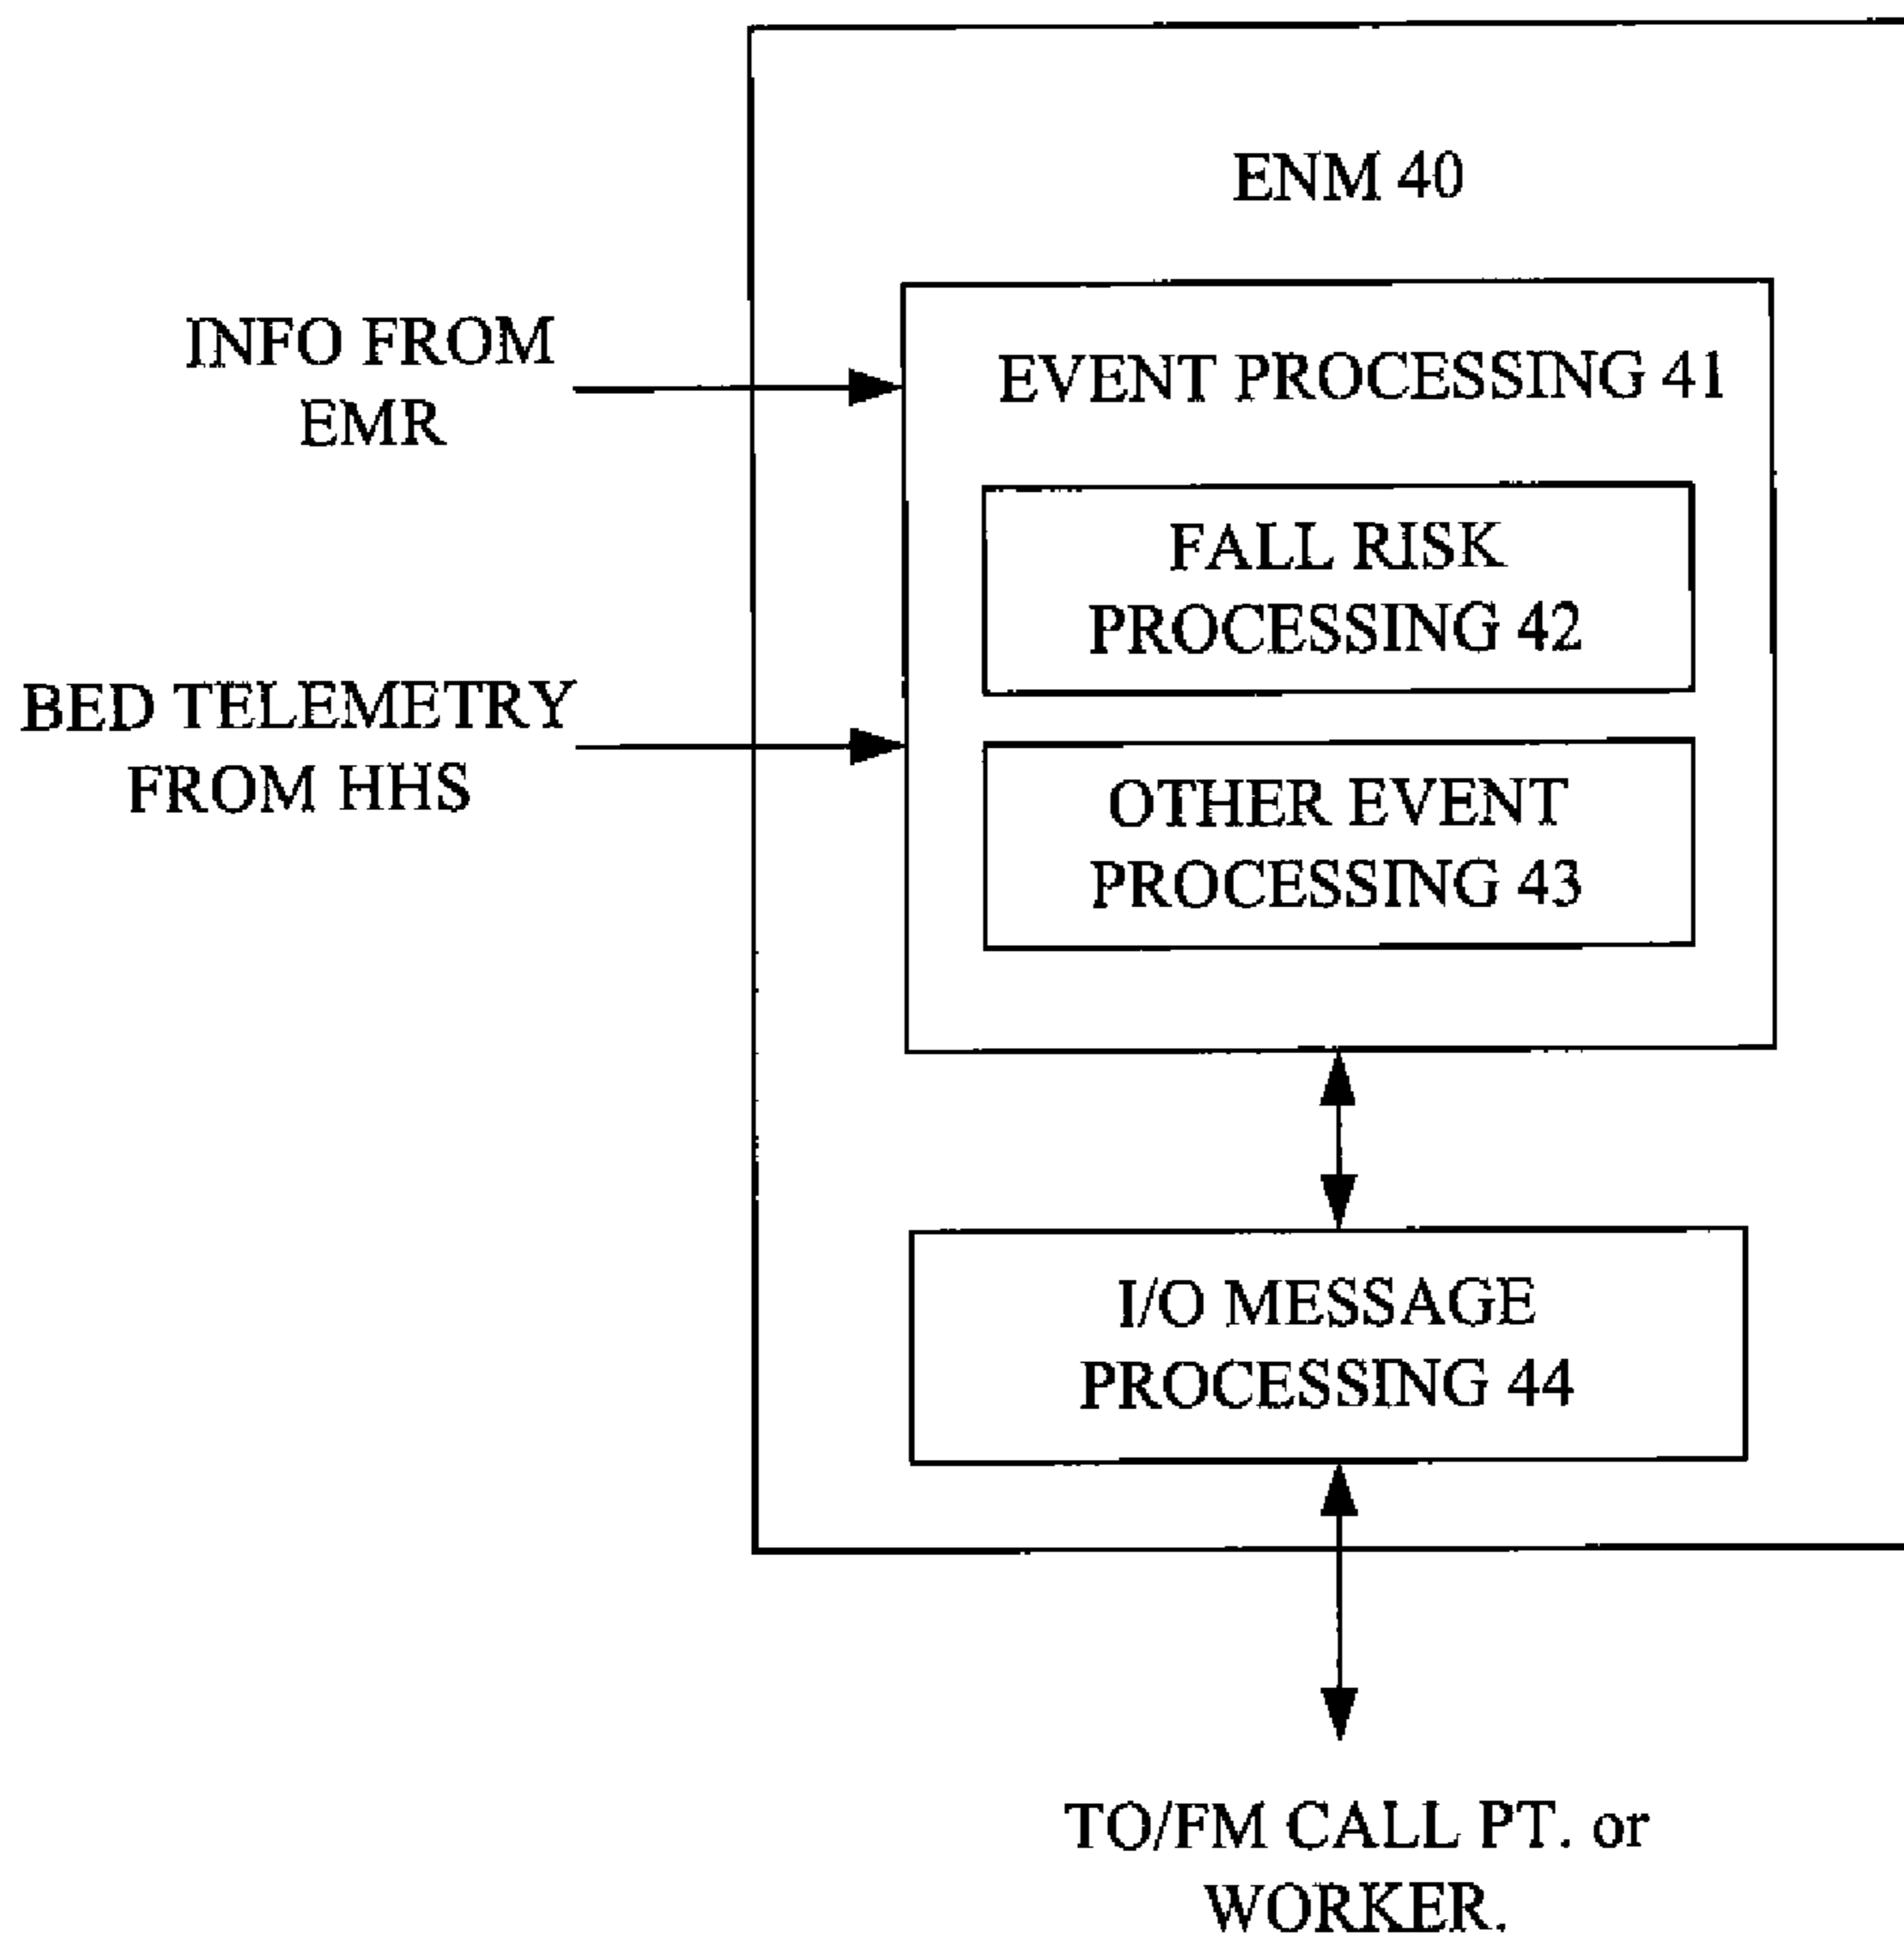 ENM 40
INFO FROM
EMR
EVENT PROCESSING 41
FALL RISK
PROCESSING 42
BED TELEMETRY
FROM HHS
OTHER EVENT
PROCESSING 43
I/O MESSAGE
PROCESSING 44
TO/FM CALL PT. or
WORKER.